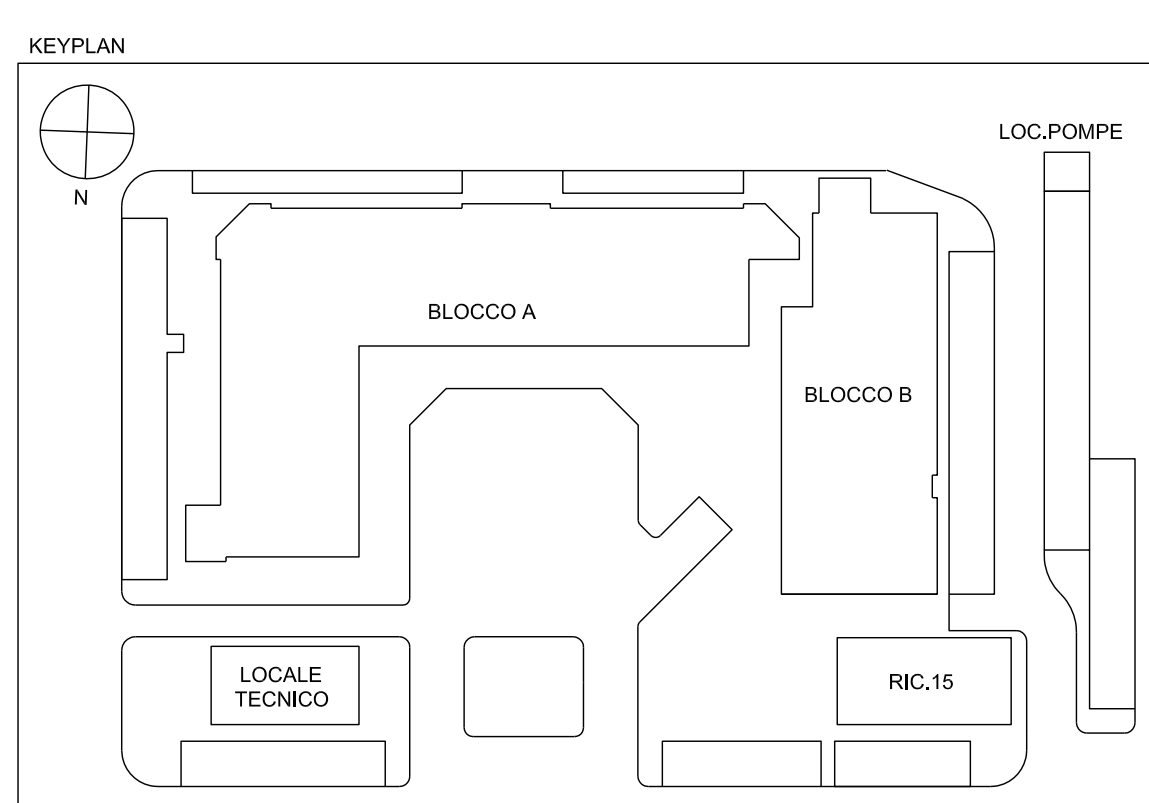 KEYPLAN
N
LOC.POMPE
BLOCCO A
BLOCCO B
LOCALE
TECNICO
RIC.15